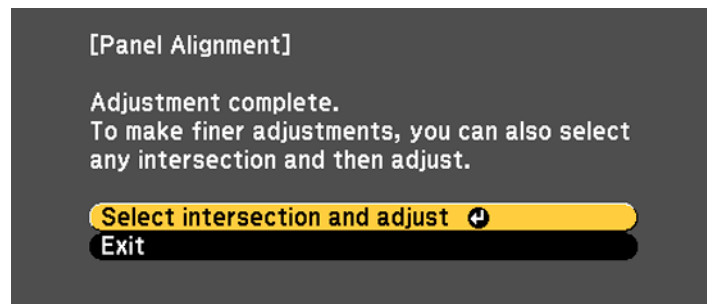 [Panel Alignment]
Adjustment complete.
To make finer adjustments, you can also select
any intersection and then adjust.
Select intersection and adjust
Exit